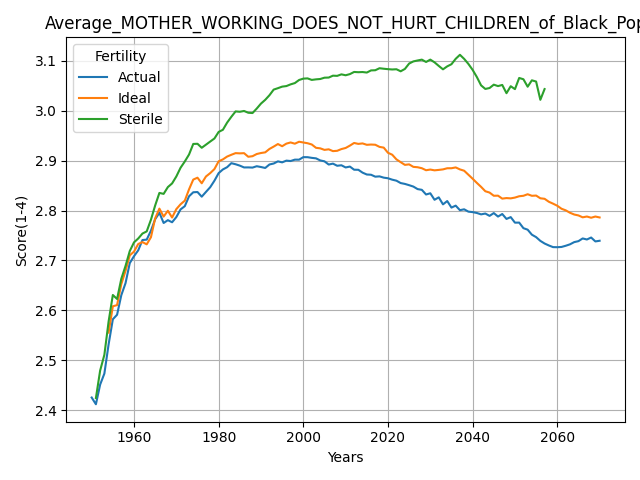 Average_MOTHER_WORKING_DOES_NOT_HURT_CHILDREN_of_Black_Pop
Fertility
Actual
Ideal
Sterile
Score(1-4)
3.1
3.0
2.9
2.8
2.7
2.6
2.5
2.4
1960 1980 2000 2020 2040 2060
Years